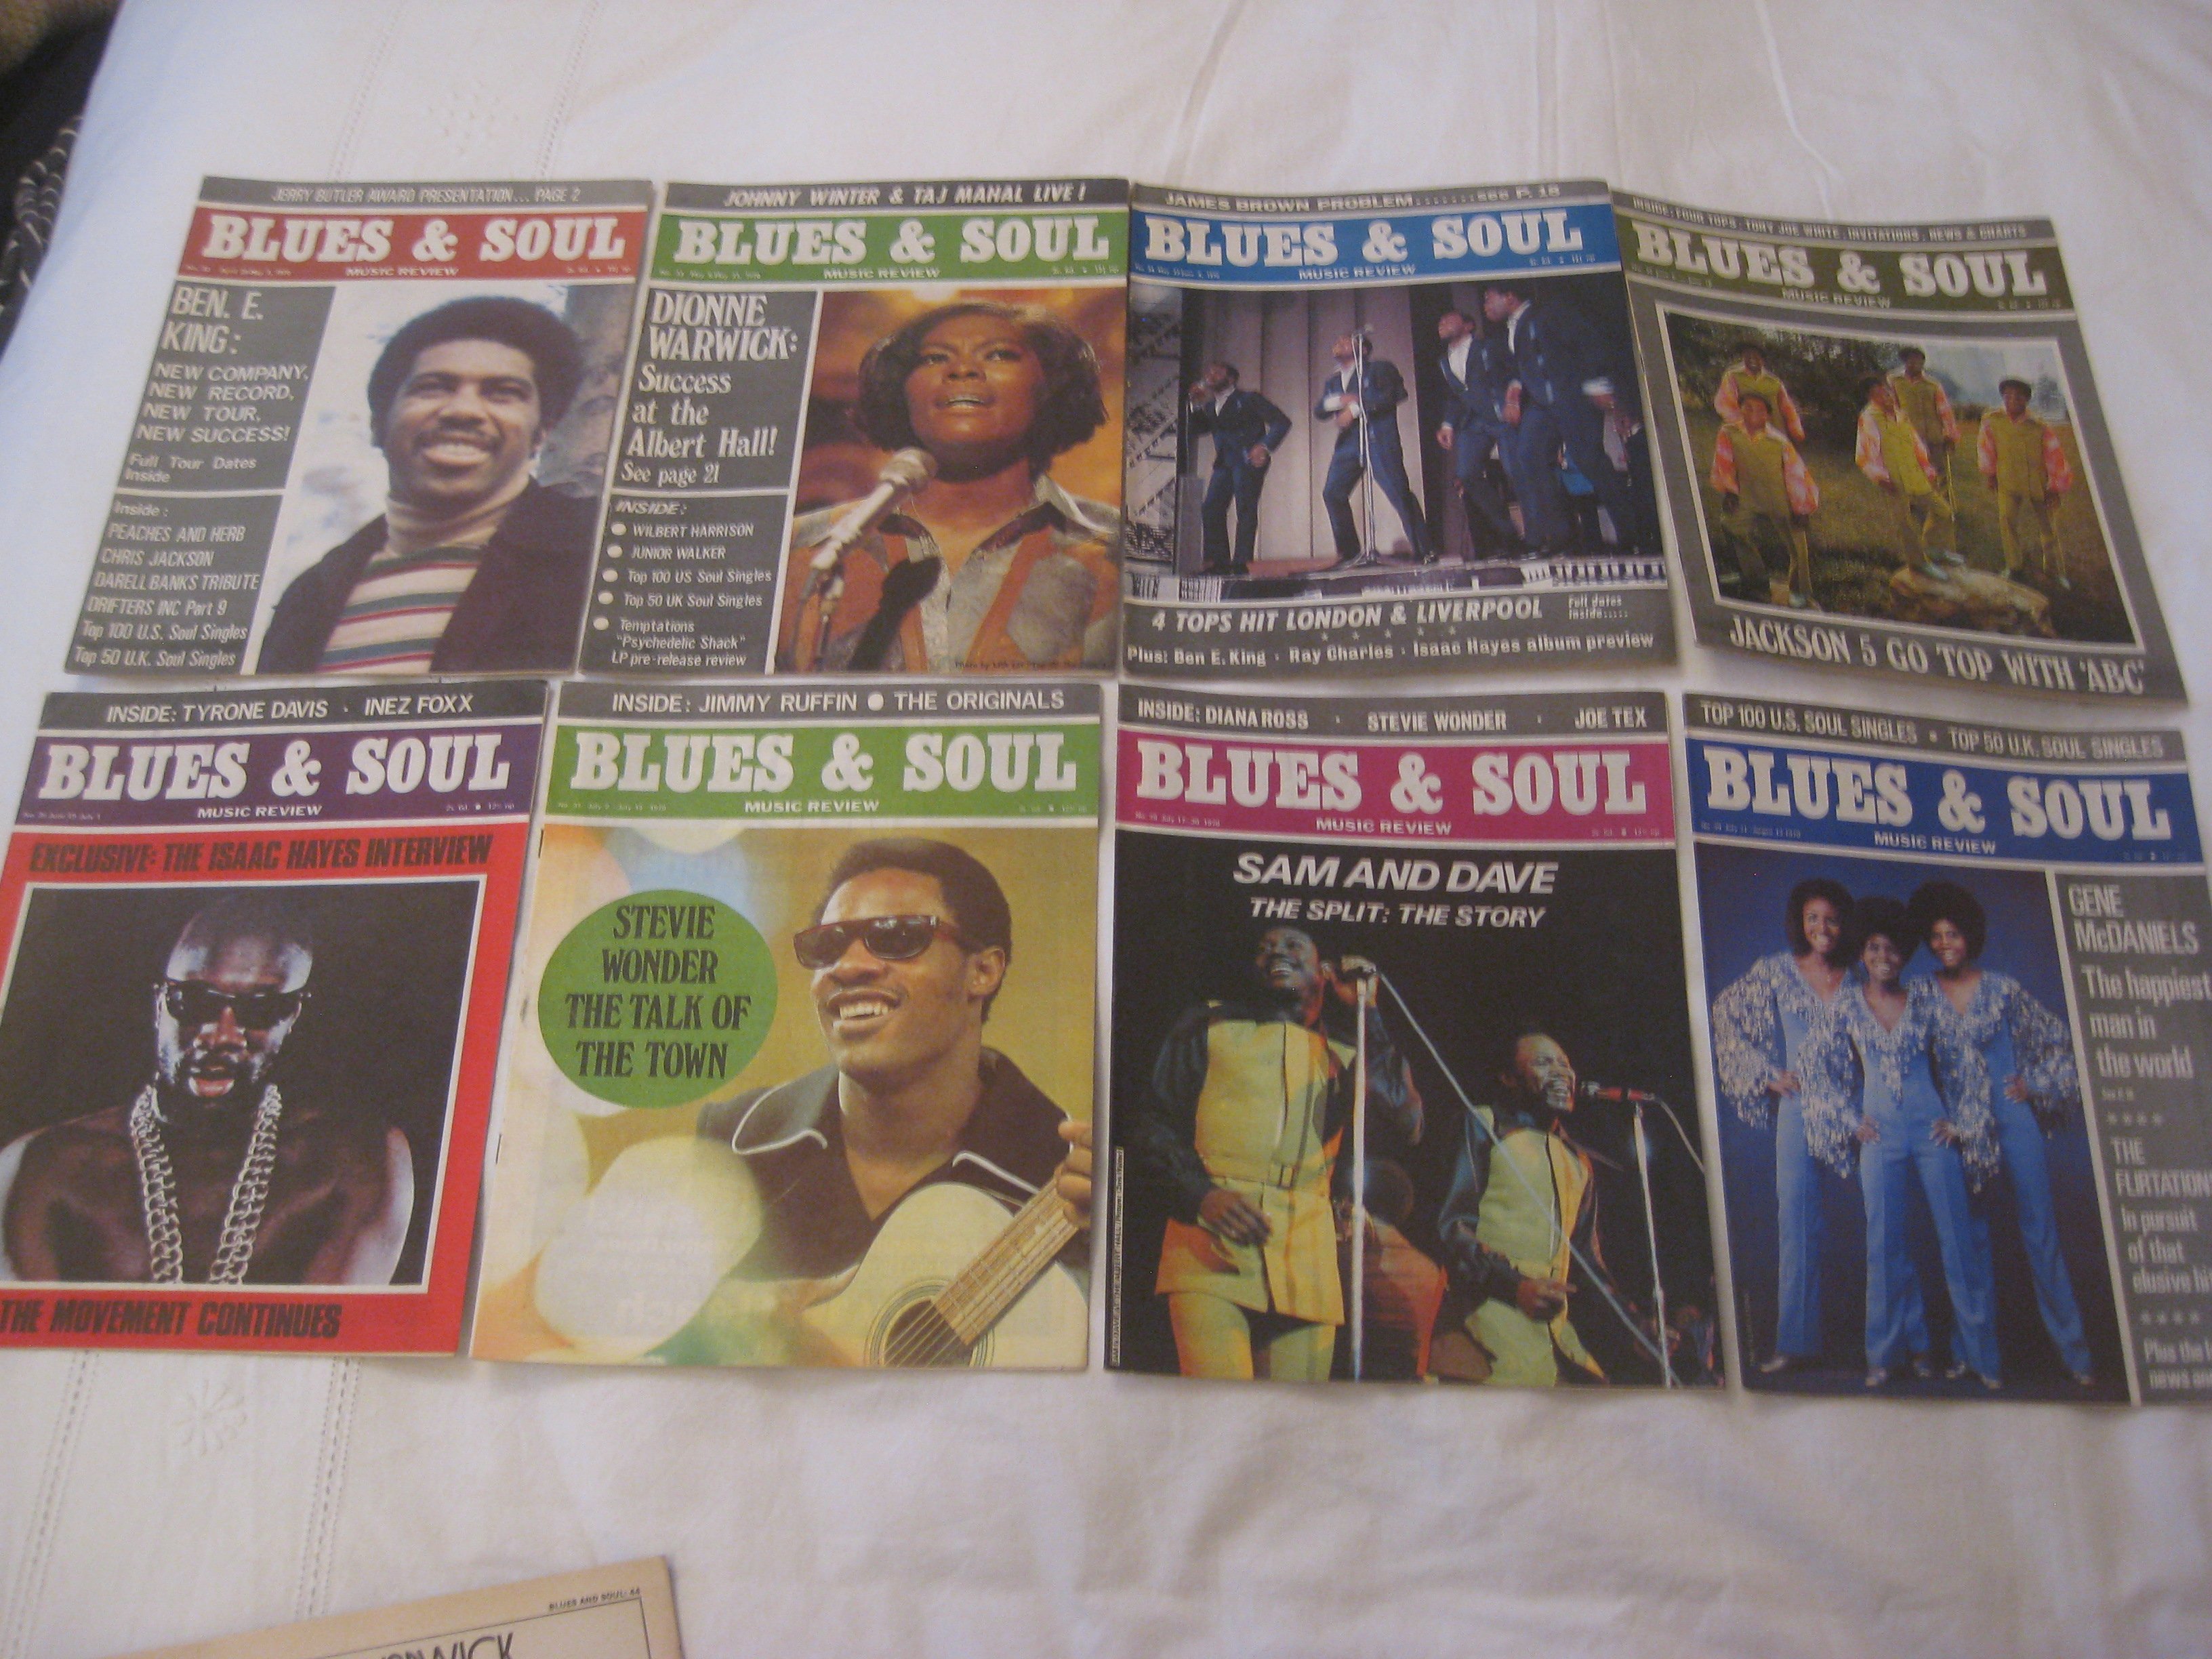 JERRY BUTLER AWARD PRESENTATION... PAGE 2
BLUES & SOUL
MUSIC REVIEW
BEN. E.
KING:
NEW COMPANY,
NEW RECORD,
NEW TOUR,
NEW SUCCESS!
Full Tour Dates
Inside
Inside:
PEACHES AND HERB
CHRIS JACKSON
DARELL BANKS TRIBUTE
DRIFTERS INC Part 9
Top 100 U.S. Soul Singles
Top 50 U.K. Soul Singles
JOHNNY WINTER & TAJ MAHAL LIVE!
BLUES & SOUL
MUSIC REVIEW
DIONNE
WARWICK:
Success
at the
Albert Hall!
See page 21
INSIDE:
WILBERT HARRISON
JUNIOR WALKER
Top 100 US Soul Singles
Top 50 UK Soul Singles
Temptations
"Psychedelic Shack"
LP pre-release review
JAMES BROWN PROBLEM.......see P. 18
BLUES & SOUL
MUSIC REVIEW
4 TOPS HIT LONDON & LIVERPOOL
Full dates
inside.....
Plus: Ben E. King · Ray Charles · Isaac Hayes album preview
INSIDE: FOUR TOPS . TONY JOE WHITE . INVITATIONS . NEWS & CHARTS
BLUES & SOUL
MUSIC REVIEW
JACKSON 5 GO TOP WITH 'ABC'
INSIDE: TYRONE DAVIS · INEZ FOXX
BLUES & SOUL
MUSIC REVIEW
EXCLUSIVE: THE ISAAC HAYES INTERVIEW
THE MOVEMENT CONTINUES
INSIDE: JIMMY RUFFIN ● THE ORIGINALS
BLUES & SOUL
MUSIC REVIEW
STEVIE
WONDER
THE TALK OF
THE TOWN
INSIDE: DIANA ROSS · STEVIE WONDER · JOE TEX
BLUES & SOUL
MUSIC REVIEW
SAM AND DAVE
THE SPLIT: THE STORY
TOP 100 U.S. SOUL SINGLES ● TOP 50 U.K. SOUL SINGLES
BLUES & SOUL
MUSIC REVIEW
GENE
McDANIELS
The happiest
man in
the world
THE
FLIRTATIONS
In pursuit
of that
elusive hi
Plus the l
news and
BLUES AND SOUL 44
WICK